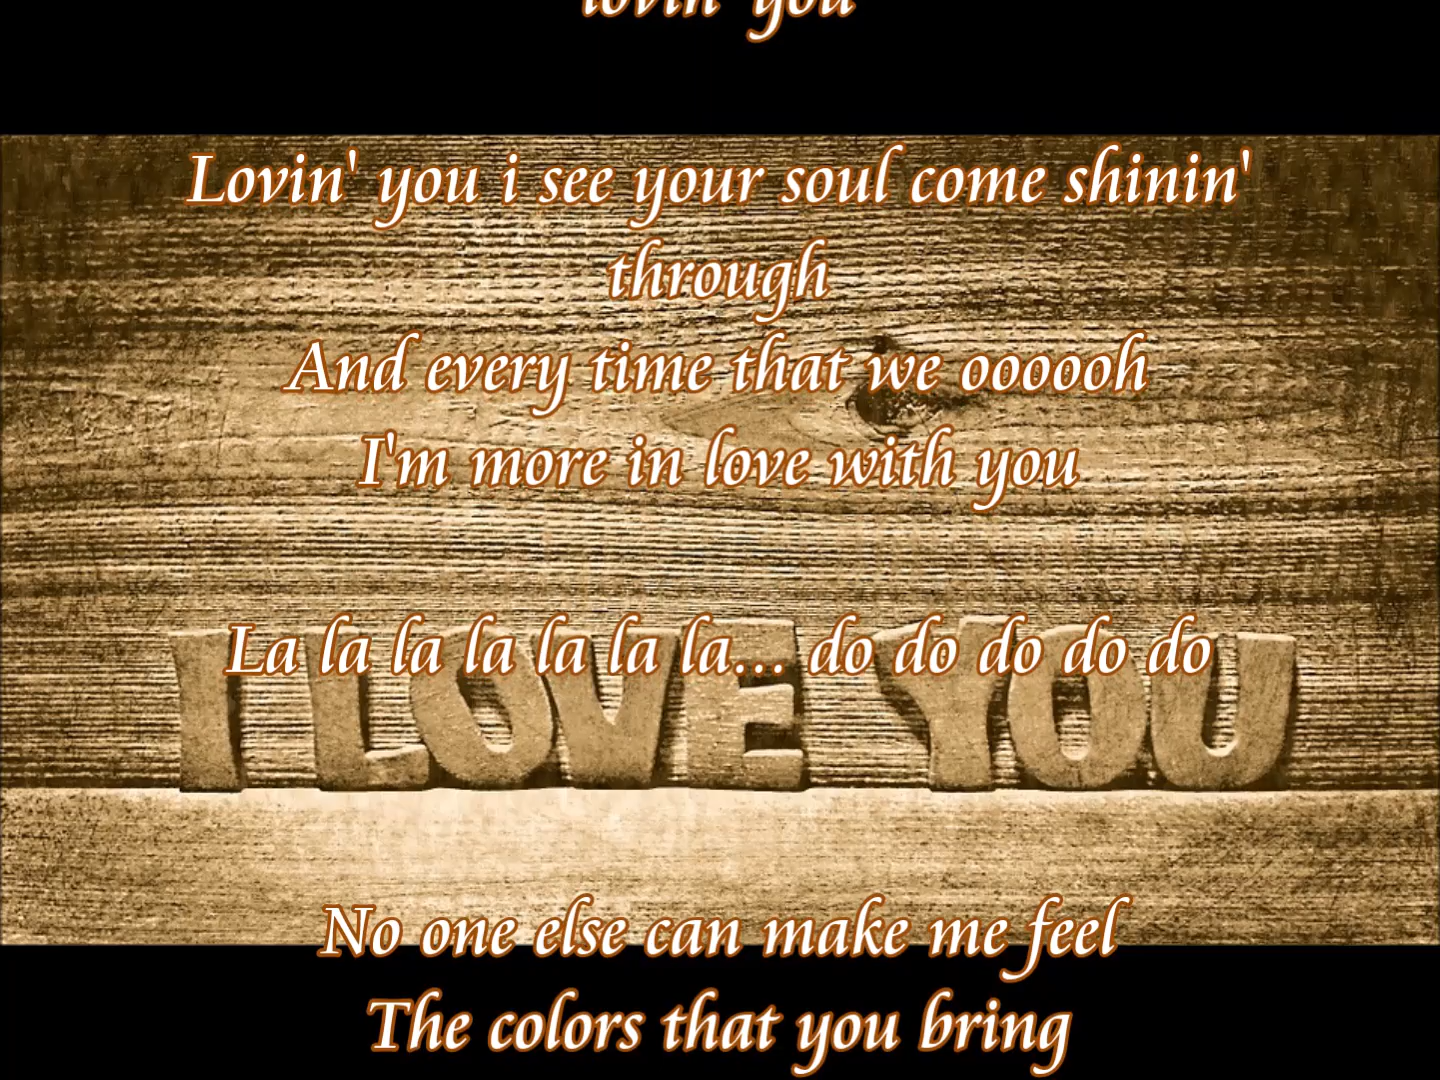 lovin' you
Lovin' you i see your soul come shinin'
through
And every time that we oooooh
I'm more in love with you
La la la la la la la... do do do do do
I LOVE YOU
No one else can make me feel
The colors that you bring